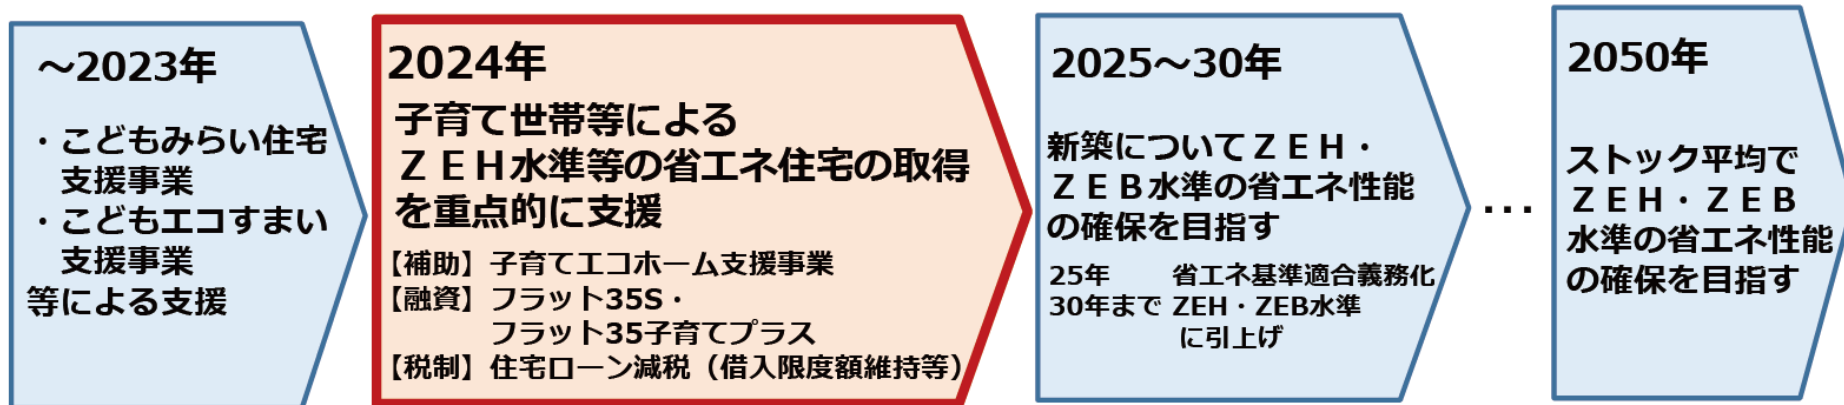 ～2023年
・こどもみらい住宅
支援事業
・こどもエコすまい
支援事業
等による支援
2024年
子育て世帯等による
ＺＥＨ水準等の省エネ住宅の取得
を重点的に支援
【補助】子育てエコホーム支援事業
【融資】フラット35S・
フラット35子育てプラス
【税制】住宅ローン減税（借入限度額維持等）
2025～30年
新築についてＺＥＨ・
ＺＥＢ水準の省エネ性能
の確保を目指す
25年 省エネ基準適合義務化
30年まで ZEH・ZEB水準
に引上げ
...
2050年
ストック平均で
ＺＥＨ・ＺＥＢ
水準の省エネ性能
の確保を目指す